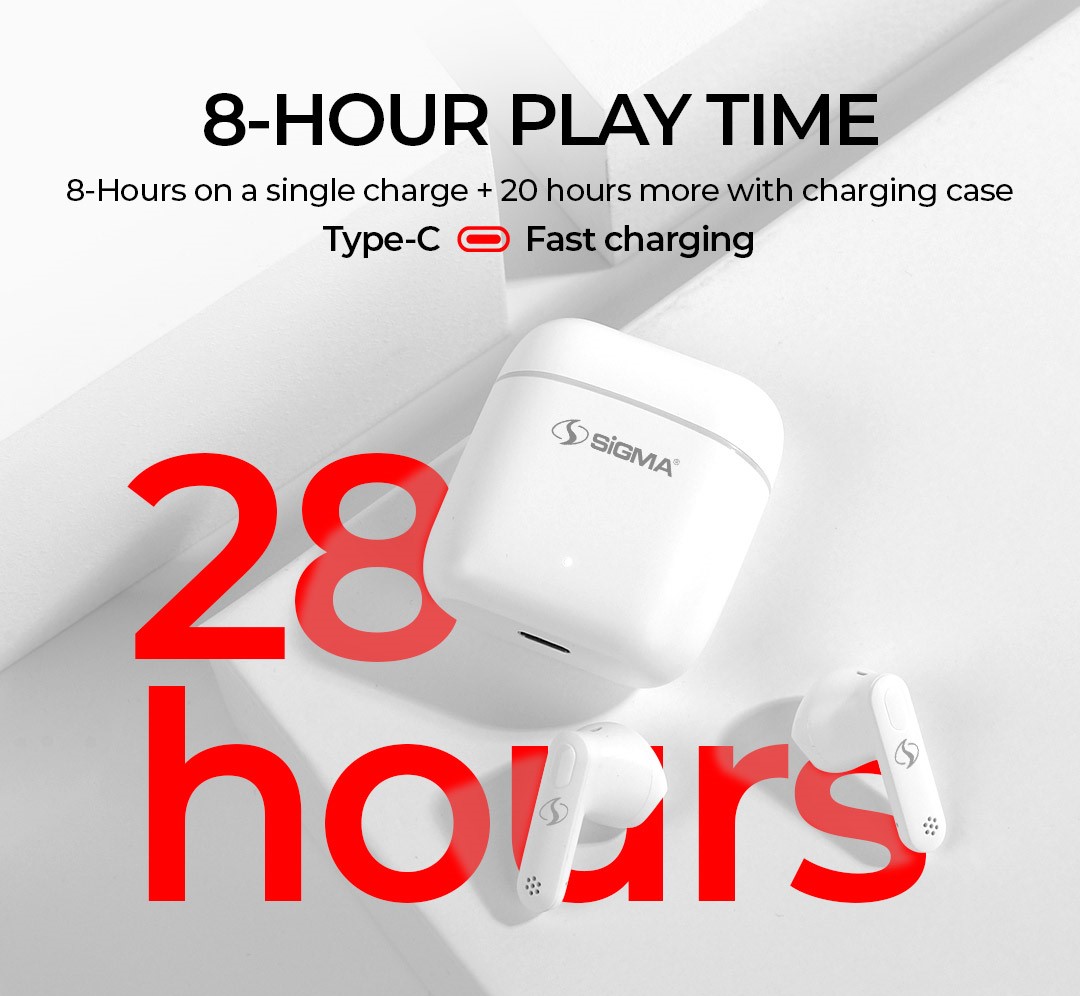 8-HOUR PLAY TIME
8-Hours on a single charge + 20 hours more with charging case
Type-C Fast charging
SiGMA®
28
hours